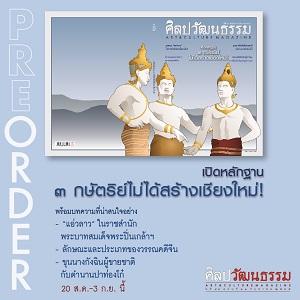 PREORDER
ศิลปวัฒนธรรม
ART&CULTURE MAGAZINE
เปิดหลักฐาน
๓ กษัตริย์ไม่ได้สร้างเชียงใหม่!
พร้อมบทความที่น่าสนใจอย่าง
- "แอ่วลาว" ในราชสำนัก
พระบาทสมเด็จพระปิ่นเกล้าฯ
- ลักษณะและประเภทของวรรณคดีจีน
- ขุนนางกังฉินผู้ชายชาติ
กับตำนานปาท่องโก๋
20 ส.ค.-3 ก.ย. นี้
ศิลปวัฒนธรรม
ART&CULTURE MAGAZINE